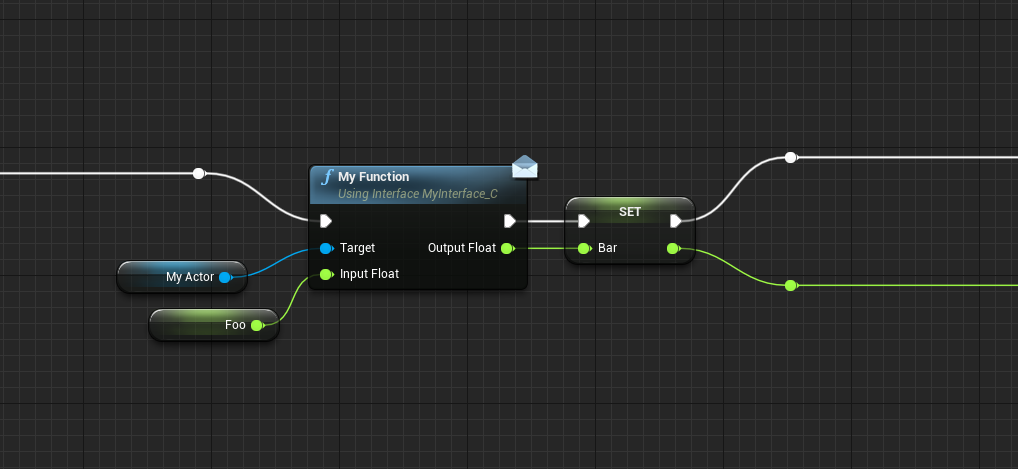 ƒ My Function
Using Interface MyInterface_C
SET
Target
Output Float
Bar
My Actor
Input Float
Foo